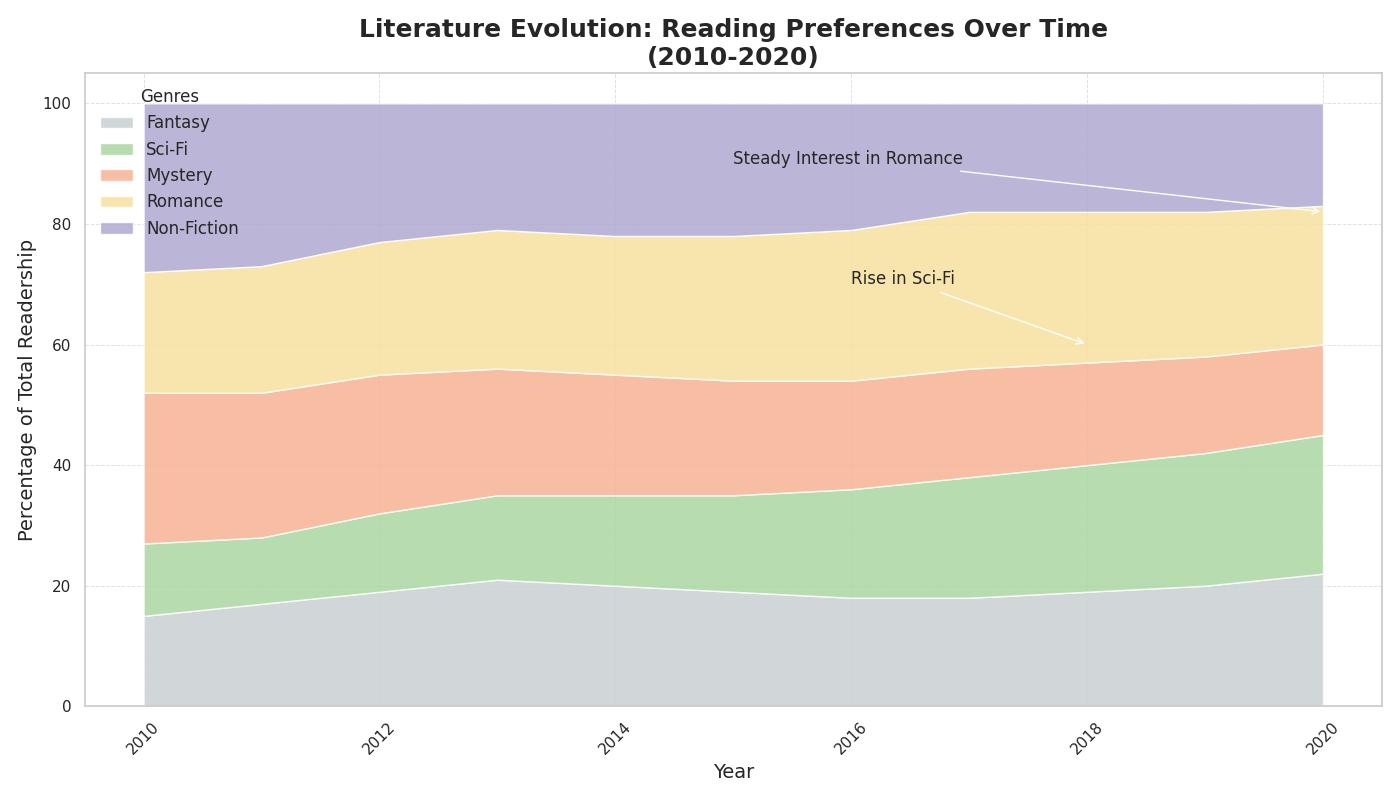 Literature Evolution: Reading Preferences Over Time
(2010-2020)
Genres
Fantasy
Sci-Fi
Mystery
Romance
Non-Fiction
Steady Interest in Romance
Rise in Sci-Fi
Percentage of Total Readership
100
80
60
40
20
0
2010
2012
2014
2016
2018
2020
Year